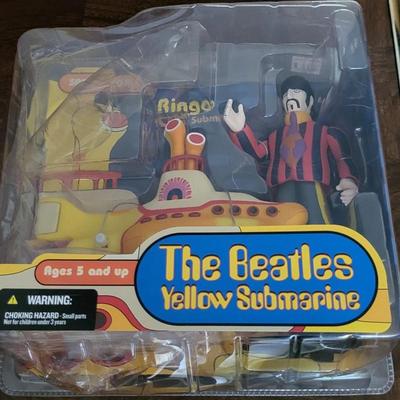 Ringo
Subm
Ages 5 and up
The Beatles
Yellow Submarine
WARNING:
CHOKING HAZARD - Small parts
Not for children under 3 years